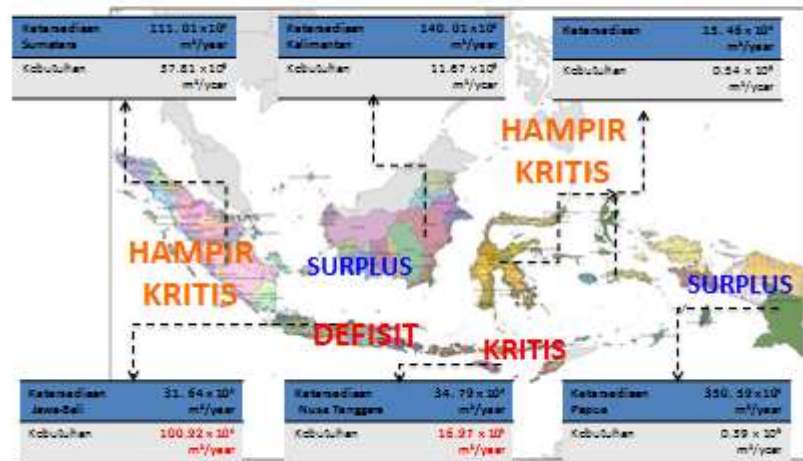 Ketersediaan 111.01 x 10⁹
Sumatera m³/year
Kebutuhan 37.81 x 10⁹
m³/year
Ketersediaan 140.01 x 10⁹
Kalimantan m³/year
Kebutuhan 11.67 x 10⁹
m³/year
Ketersediaan 15.46 x 10⁹
m³/year
Kebutuhan 0.54 x 10⁹
m³/year
HAMPIR
KRITIS
HAMPIR
KRITIS
SURPLUS
SURPLUS
DEFISIT
KRITIS
Ketersediaan 31.64 x 10⁹
Jawa-Bali m³/year
Kebutuhan 100.92 x 10⁹
m³/year
Ketersediaan 34.79 x 10⁹
Nusa Tenggara m³/year
Kebutuhan 16.97 x 10⁹
m³/year
Ketersediaan 350.59 x 10⁹
Papua m³/year
Kebutuhan 0.39 x 10⁹
m³/year